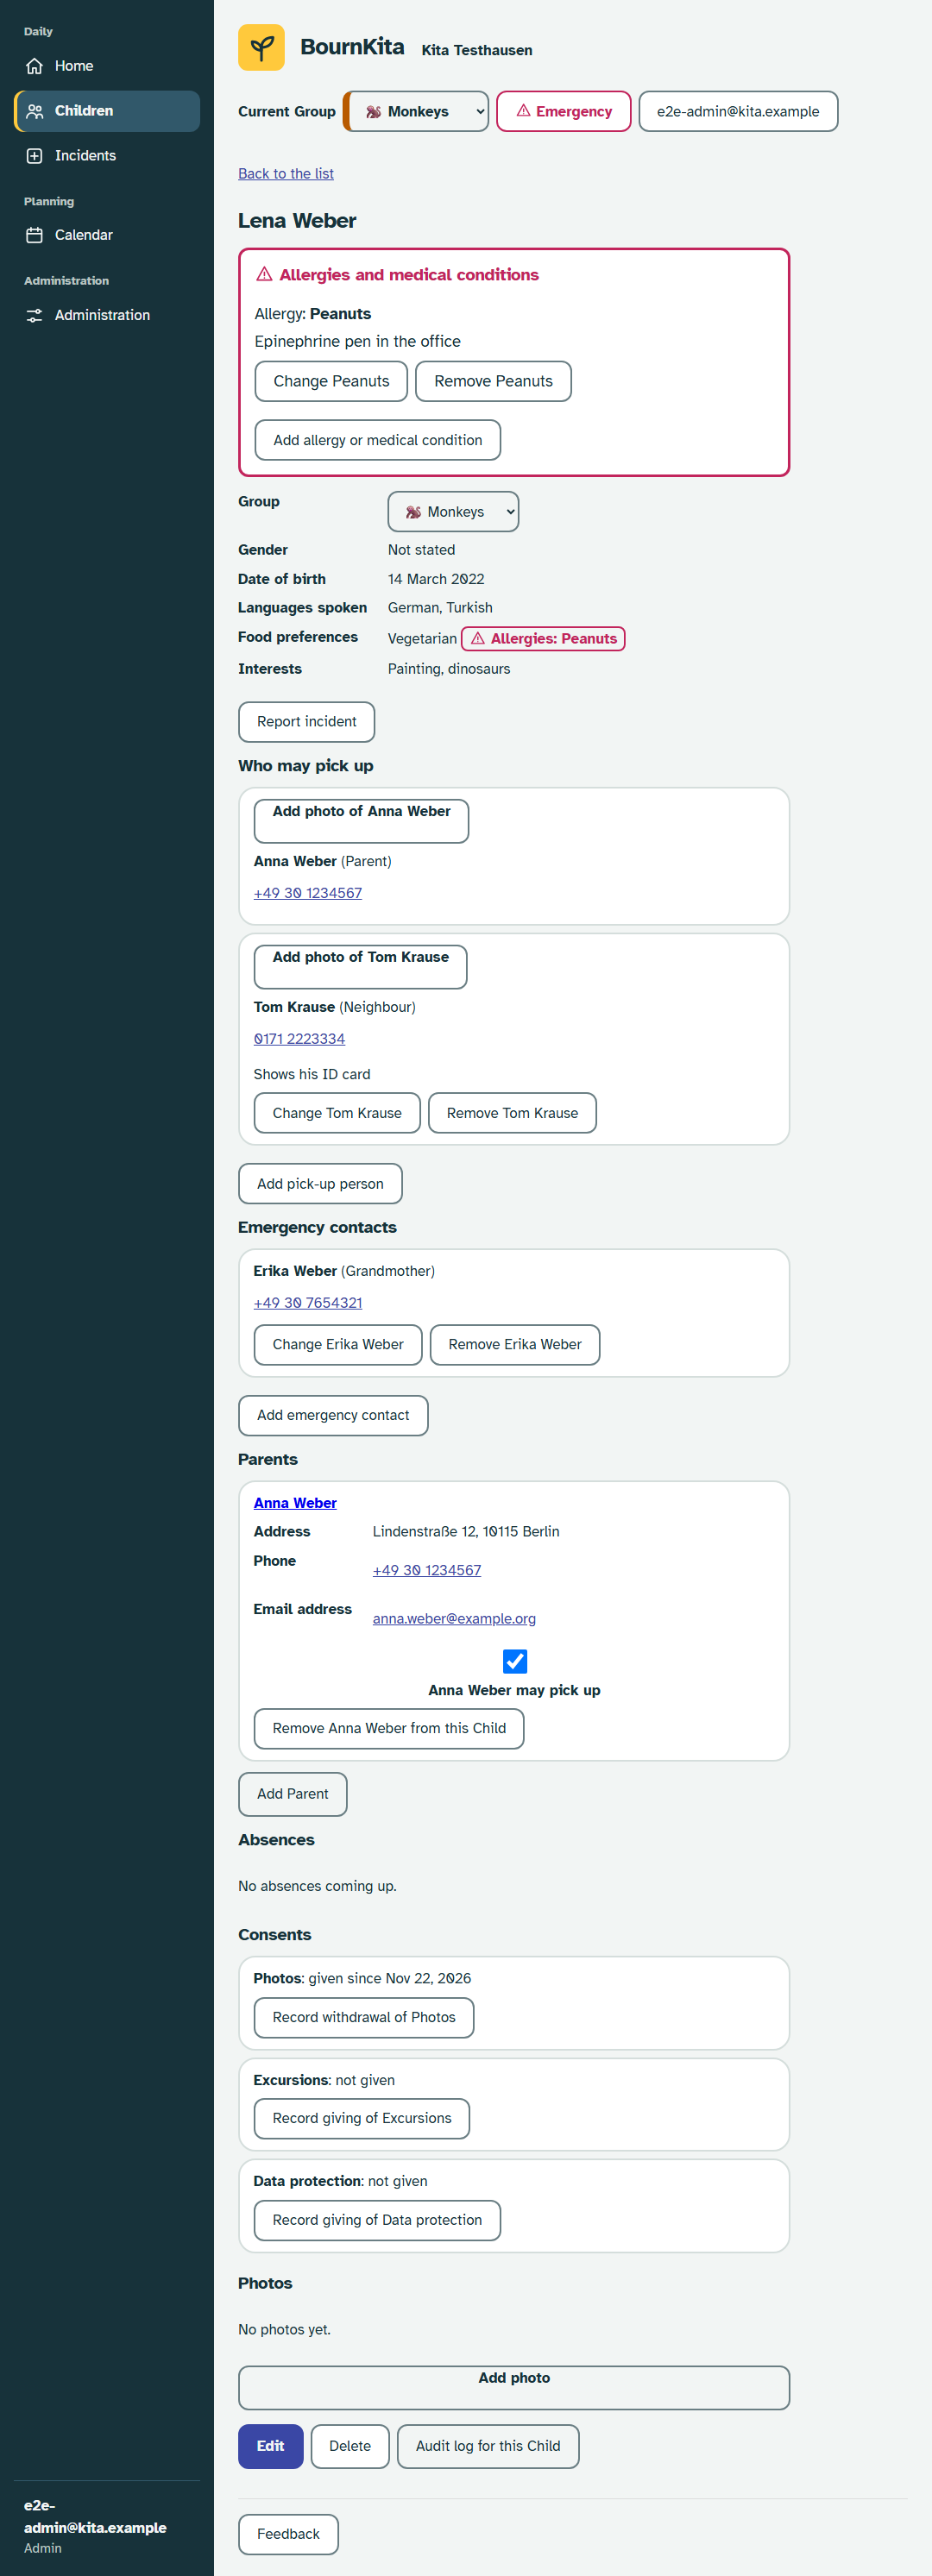 Daily
Home
Children
Incidents
Planning
Calendar
Administration
Administration
e2e-
admin@kita.example
Admin
BournKita Kita Testhausen
Current Group Monkeys Emergency e2e-admin@kita.example
Back to the list
Lena Weber
Allergies and medical conditions
Allergy: Peanuts
Epinephrine pen in the office
Change Peanuts Remove Peanuts
Add allergy or medical condition
Group Monkeys
Gender Not stated
Date of birth 14 March 2022
Languages spoken German, Turkish
Food preferences Vegetarian Allergies: Peanuts
Interests Painting, dinosaurs
Report incident
Who may pick up
Add photo of Anna Weber
Anna Weber (Parent)
+49 30 1234567
Add photo of Tom Krause
Tom Krause (Neighbour)
0171 2223334
Shows his ID card
Change Tom Krause Remove Tom Krause
Add pick-up person
Emergency contacts
Erika Weber (Grandmother)
+49 30 7654321
Change Erika Weber Remove Erika Weber
Add emergency contact
Parents
Anna Weber
Address Lindenstraße 12, 10115 Berlin
Phone +49 30 1234567
Email address anna.weber@example.org
Anna Weber may pick up
Remove Anna Weber from this Child
Add Parent
Absences
No absences coming up.
Consents
Photos: given since Nov 22, 2026
Record withdrawal of Photos
Excursions: not given
Record giving of Excursions
Data protection: not given
Record giving of Data protection
Photos
No photos yet.
Add photo
Edit Delete Audit log for this Child
Feedback